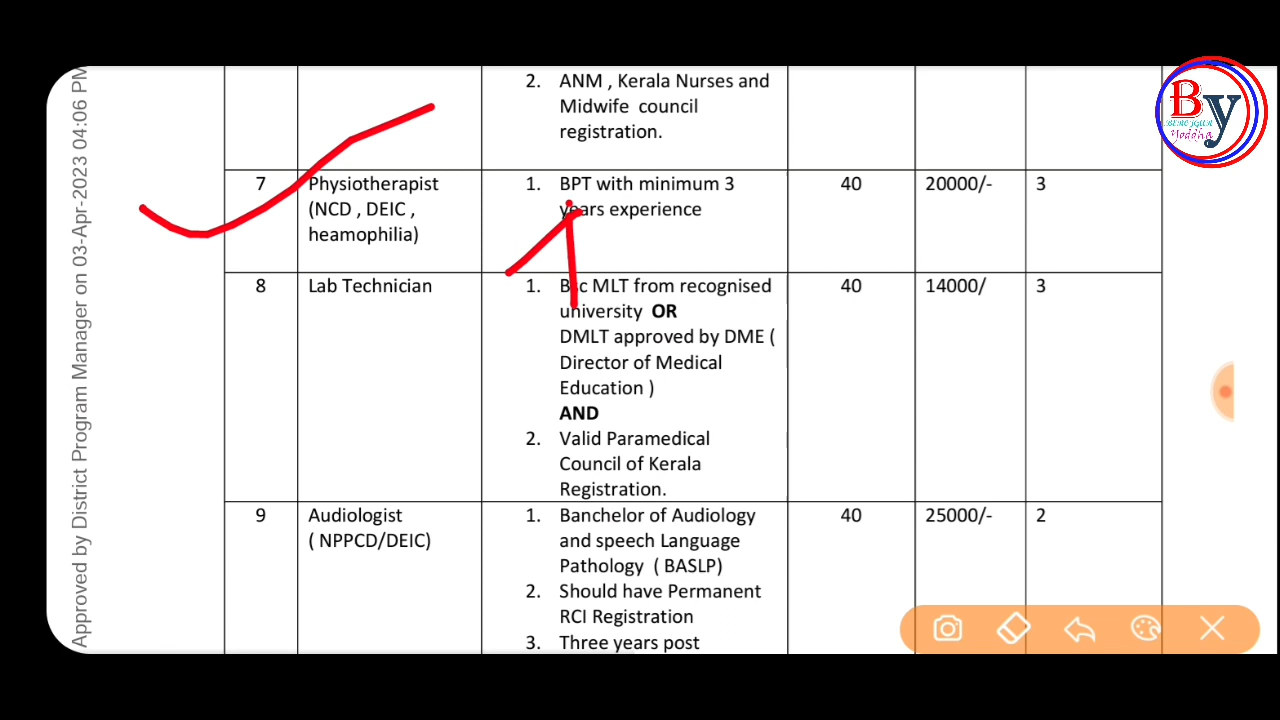 Approved by District Program Manager on 03-Apr-2023 04:06 PM
2. ANM , Kerala Nurses and
Midwife council
registration.
7 Physiotherapist 1. BPT with minimum 3 40 20000/- 3
(NCD , DEIC , years experience
heamophilia)
8 Lab Technician 1. Bsc MLT from recognised 40 14000/ 3
university OR
DMLT approved by DME (
Director of Medical
Education )
AND
2. Valid Paramedical
Council of Kerala
Registration.
9 Audiologist 1. Banchelor of Audiology 40 25000/- 2
( NPPCD/DEIC) and speech Language
Pathology ( BASLP)
2. Should have Permanent
RCI Registration
3. Three years post
By
Yoddha